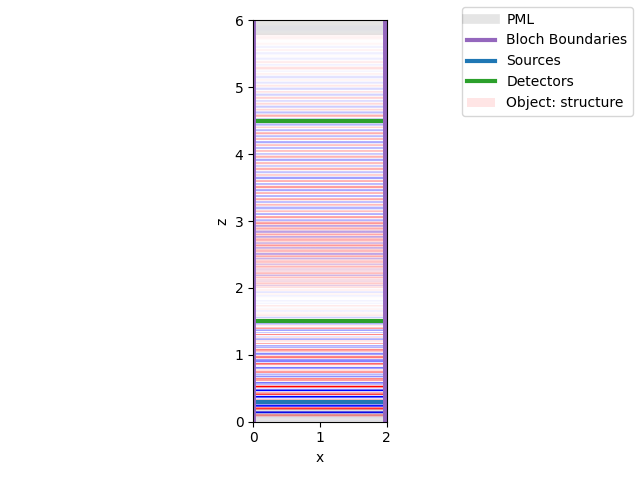 PML
Bloch Boundaries
Sources
Detectors
Object: structure
6
5
4
3
2
1
0
z
0 1 2
x